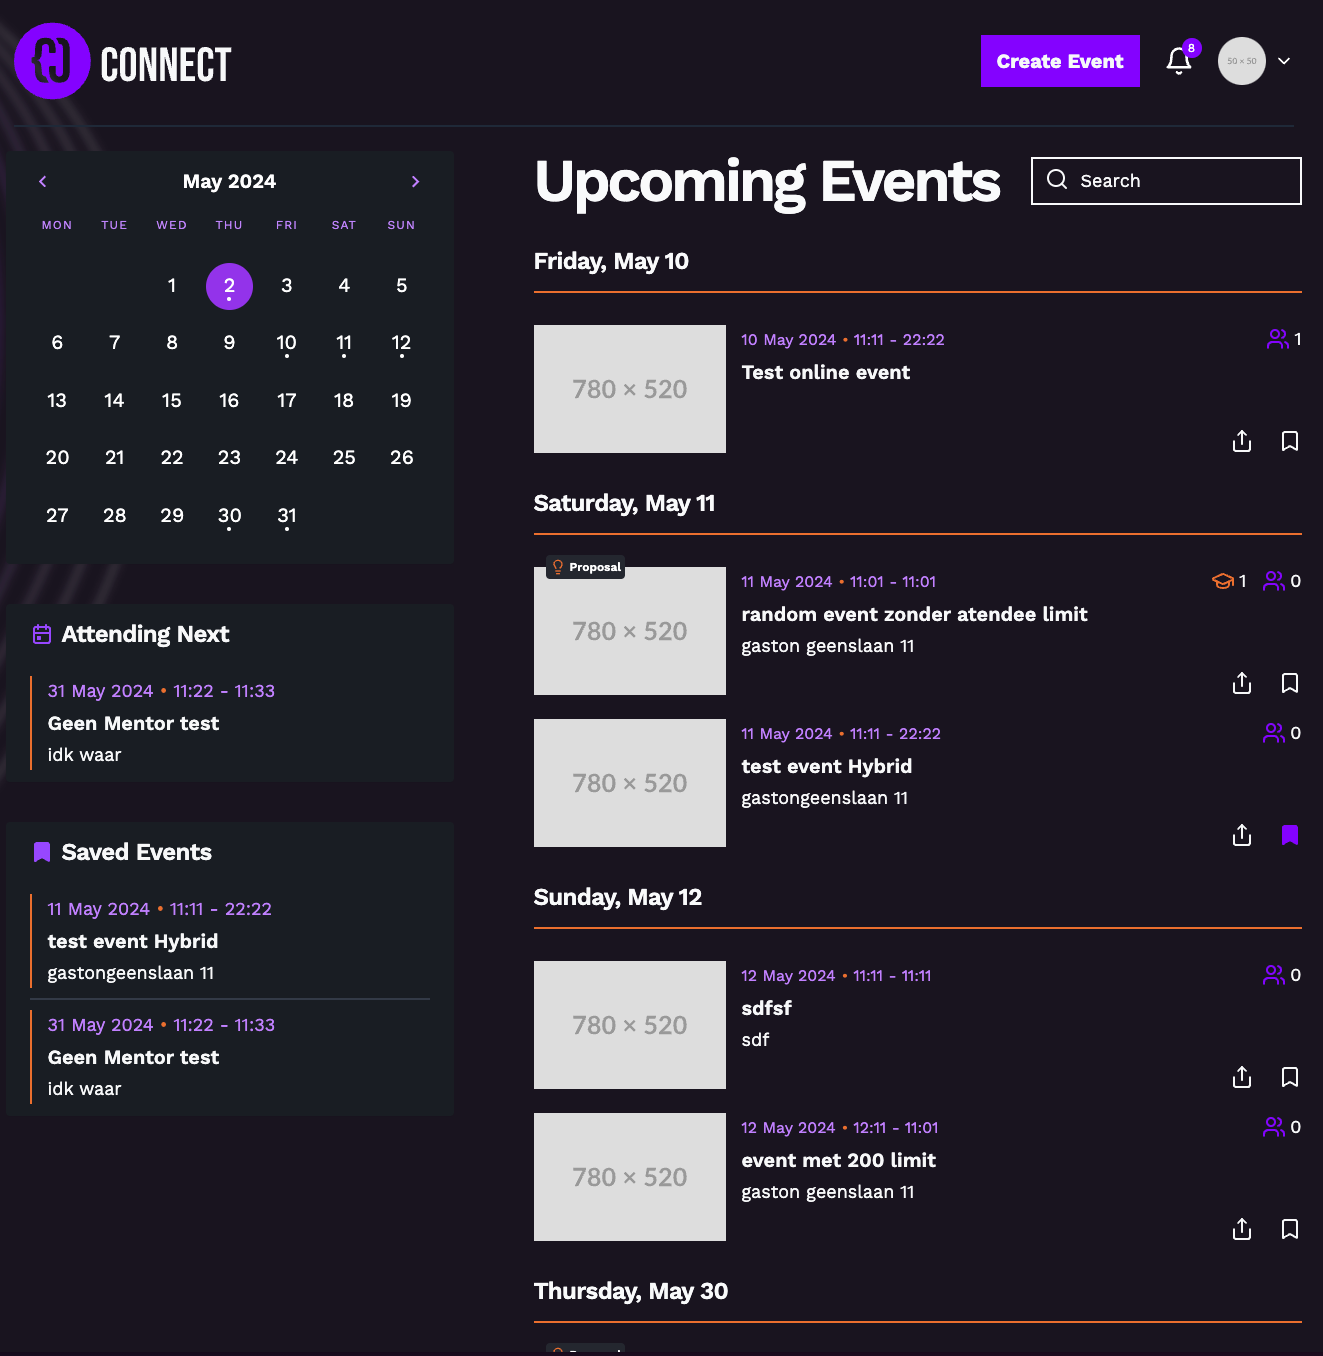 CONNECT
Create Event
8
50 × 50
May 2024
MON TUE WED THU FRI SAT SUN
1 2 3 4 5
6 7 8 9 10 11 12
13 14 15 16 17 18 19
20 21 22 23 24 25 26
27 28 29 30 31
Attending Next
31 May 2024 • 11:22 - 11:33
Geen Mentor test
idk waar
Saved Events
11 May 2024 • 11:11 - 22:22
test event Hybrid
gastongeenslaan 11
31 May 2024 • 11:22 - 11:33
Geen Mentor test
idk waar
Upcoming Events
Search
Friday, May 10
780 × 520
10 May 2024 • 11:11 - 22:22
1
Test online event
Saturday, May 11
Proposal
780 × 520
11 May 2024 • 11:01 - 11:01
1 0
random event zonder atendee limit
gaston geenslaan 11
780 × 520
11 May 2024 • 11:11 - 22:22
0
test event Hybrid
gastongeenslaan 11
Sunday, May 12
780 × 520
12 May 2024 • 11:11 - 11:11
0
sdfsf
sdf
780 × 520
12 May 2024 • 12:11 - 11:01
0
event met 200 limit
gaston geenslaan 11
Thursday, May 30